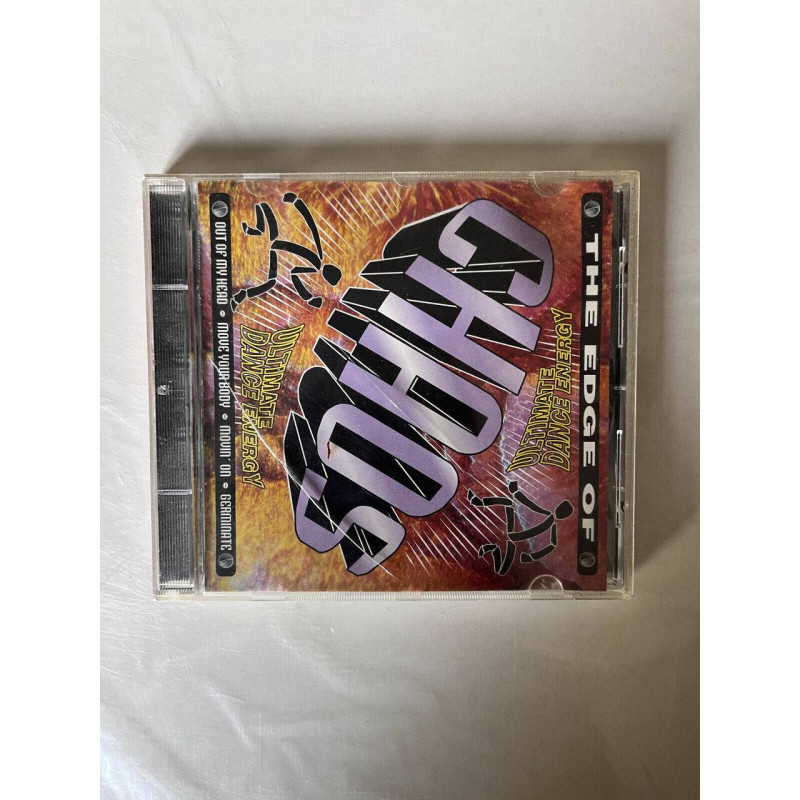 THE EDGE OF
ULTIMATE
DANCE ENERGY
CHAOS
ULTIMATE
DANCE ENERGY
OUT OF MY HEAD • MOVE YOUR BODY • MOVIN' ON • GERMINATE